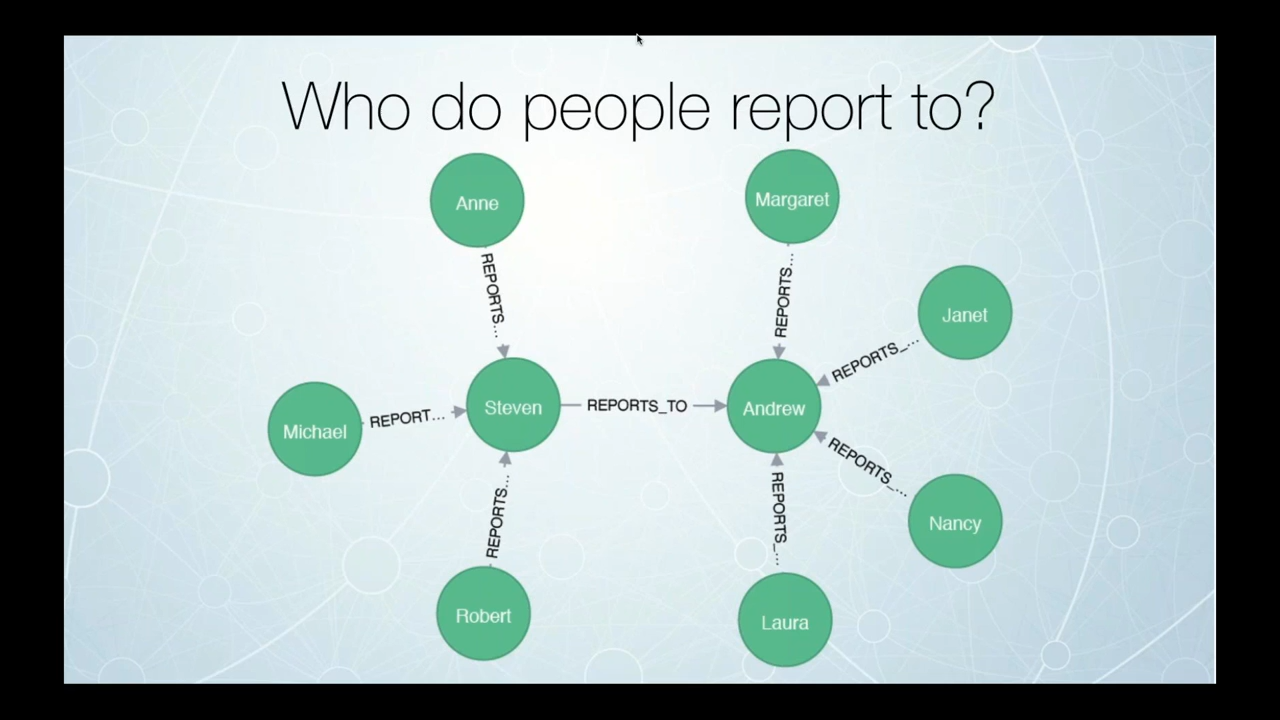 Who do people report to?
Anne
Margaret
REPORTS...
REPORTS...
Janet
REPORTS_...
Michael
REPORT...
Steven
REPORTS_TO
Andrew
REPORTS...
REPORTS_...
REPORTS_...
Nancy
Robert
Laura